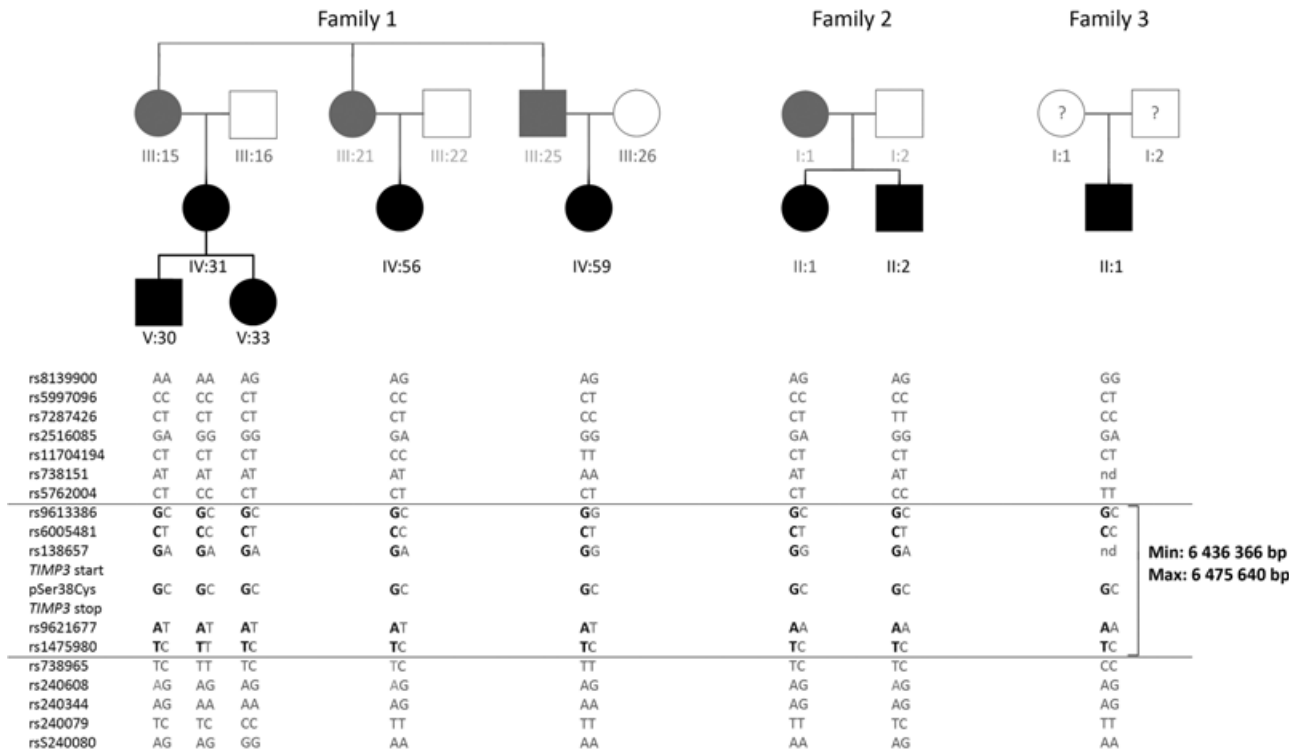 Family 1 Family 2 Family 3
? ?
III:15 III:16 III:21 III:22 III:25 III:26 I:1 I:2 I:1 I:2
IV:31 IV:56 IV:59 II:1 II:2 II:1
V:30 V:33
rs8139900 AA AA AG AG AG AG AG GG
rs5997096 CC CC CT CC CT CC CC CT
rs7287426 CT CT CT CT CC CT TT CC
rs2516085 GA GG GG GA GG GA GG GA
rs11704194 CT CT CT CC TT CT CT CT
rs738151 AT AT AT AT AA AT AT nd
rs5762004 CT CC CT CT CT CT CC TT
rs9613386 GC GC GC GC GG GC GC GC
rs6005481 CT CC CT CC CT CT CT CC
rs138657 GA GA GA GA GG GG GA nd
Min: 6 436 366 bp
TIMP3 start
Max: 6 475 640 bp
pSer38Cys GC GC GC GC GC GC GC GC
TIMP3 stop
rs9621677 AT AT AT AT AT AA AA AA
rs1475980 TC TT TC TC TC TC TC TC
rs738965 TC TT TC TC TT TC TC CC
rs240608 AG AG AG AG AG AG AG AG
rs240344 AG AA AA AG AA AG AG AG
rs240079 TC TC CC TT TT TT TC TT
rsS240080 AG AG GG AA AA AA AG AA